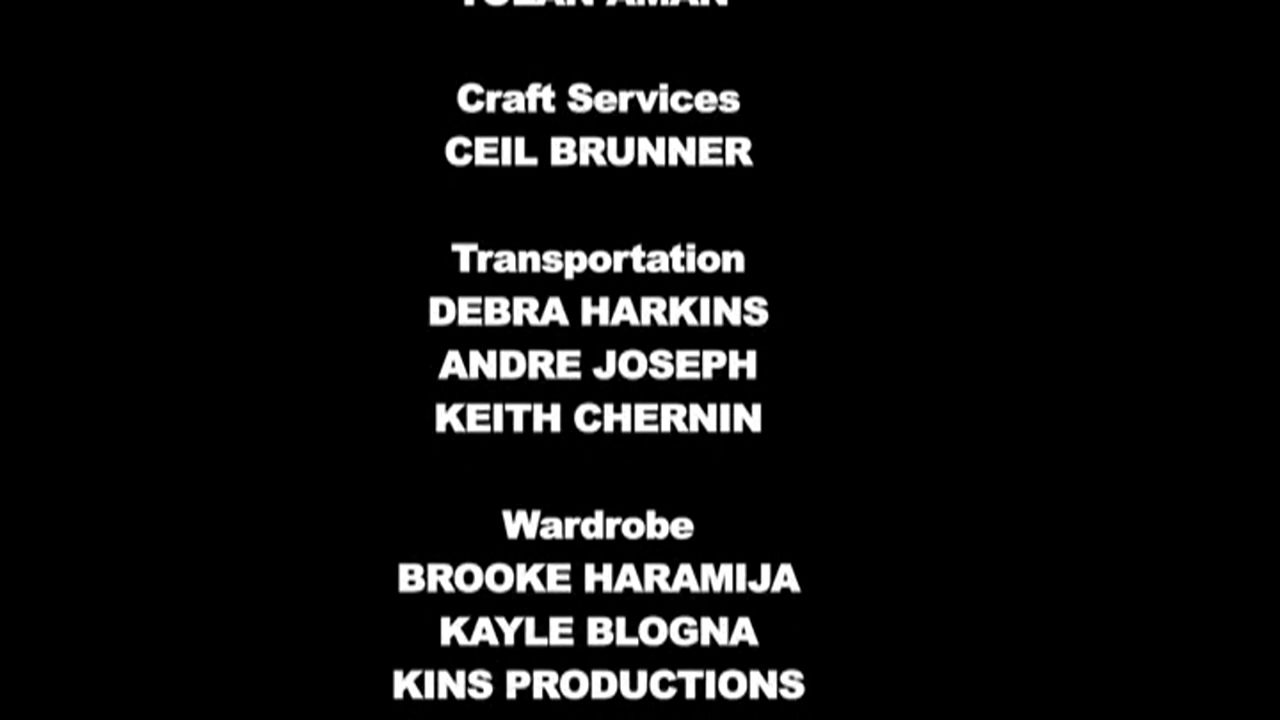 Craft Services
CEIL BRUNNER
Transportation
DEBRA HARKINS
ANDRE JOSEPH
KEITH CHERNIN
Wardrobe
BROOKE HARAMIJA
KAYLE BLOGNA
KINS PRODUCTIONS